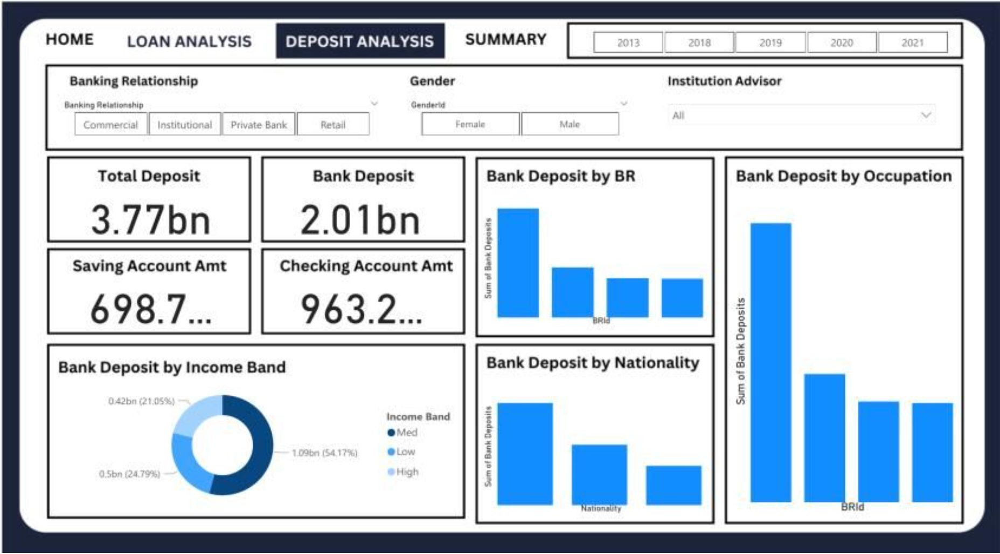 HOME LOAN ANALYSIS DEPOSIT ANALYSIS SUMMARY
2013 2018 2019 2020 2021
Banking Relationship
Banking Relationship
Commercial Institutional Private Bank Retail
Gender
GenderId
Female Male
Institution Advisor
All
Total Deposit
3.77bn
Bank Deposit
2.01bn
Saving Account Amt
698.7...
Checking Account Amt
963.2...
Bank Deposit by BR
Sum of Bank Deposits
BRId
Bank Deposit by Occupation
Sum of Bank Deposits
BRId
Bank Deposit by Income Band
0.42bn (21.05%)
1.09bn (54.17%)
0.5bn (24.79%)
Income Band
Med
Low
High
Bank Deposit by Nationality
Sum of Bank Deposits
Nationality